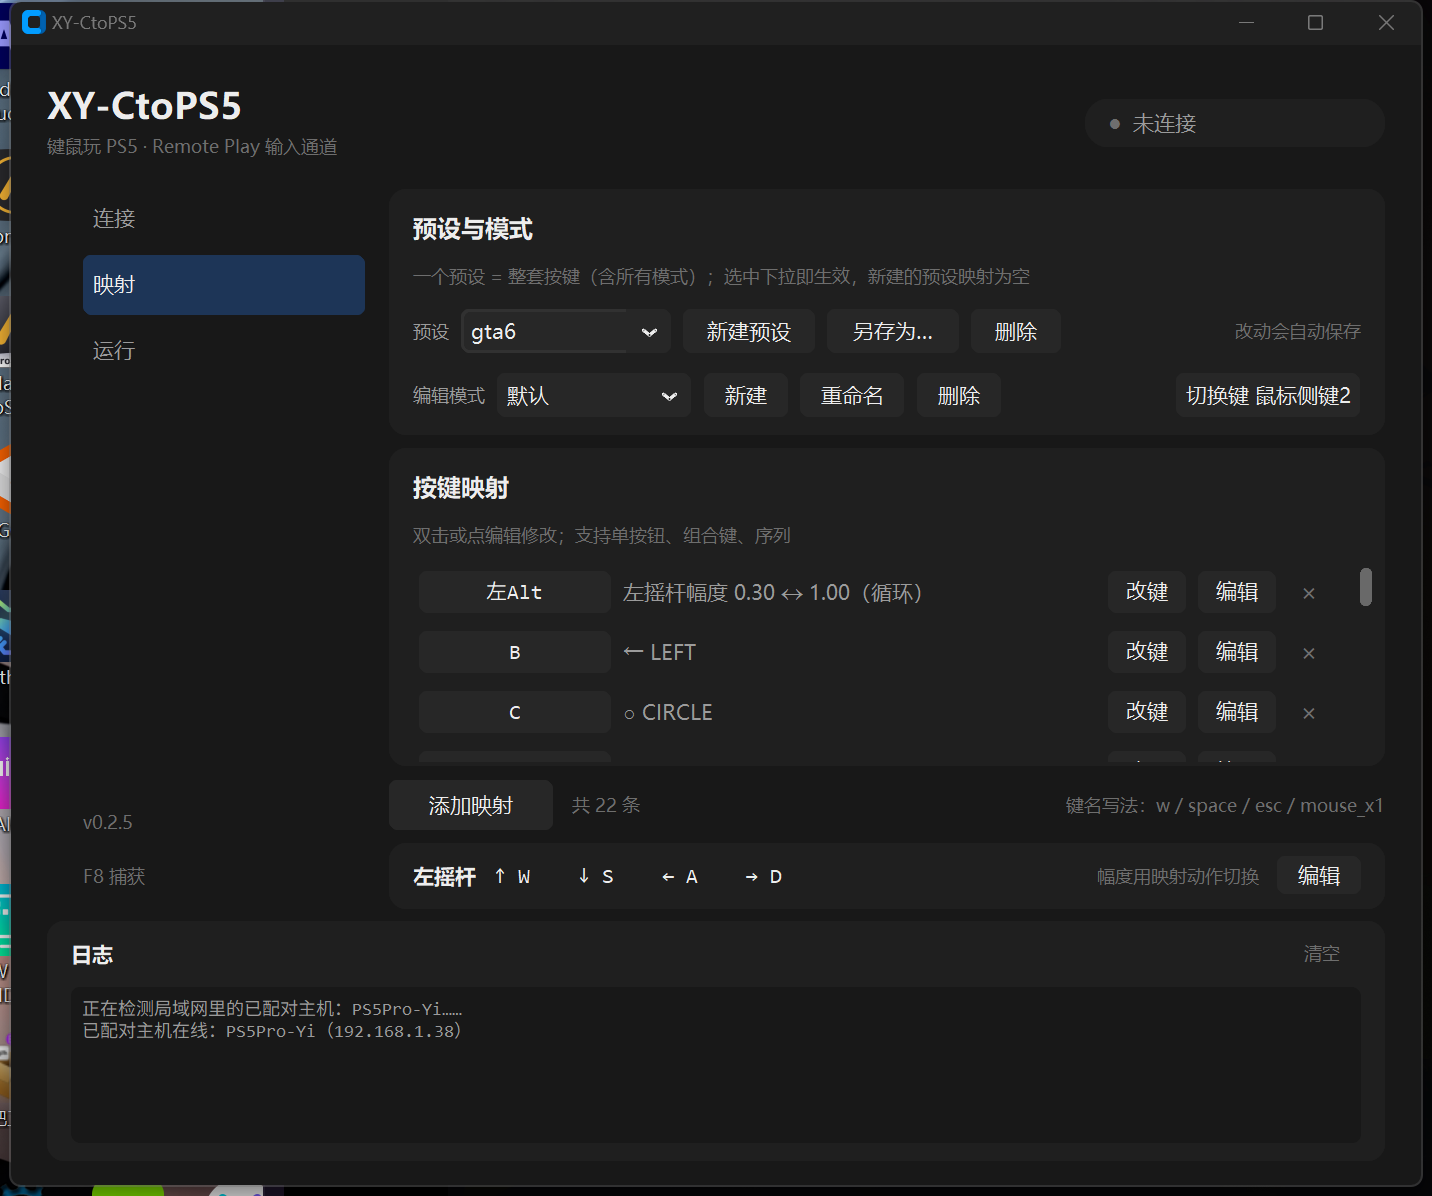 XY-CtoPS5
XY-CtoPS5
键鼠玩 PS5 · Remote Play 输入通道
● 未连接
连接
映射
运行
预设与模式
一个预设 = 整套按键（含所有模式）；选中下拉即生效，新建的预设映射为空
预设 gta6 新建预设 另存为... 删除 改动会自动保存
编辑模式 默认 新建 重命名 删除 切换键 鼠标侧键2
按键映射
双击或点编辑修改；支持单按钮、组合键、序列
左Alt 左摇杆幅度 0.30 ↔ 1.00（循环） 改键 编辑 ×
B ← LEFT 改键 编辑 ×
C ○ CIRCLE 改键 编辑 ×
添加映射 共 22 条 键名写法：w / space / esc / mouse_x1
v0.2.5
F8 捕获
左摇杆 ↑ W ↓ S ← A → D 幅度用映射动作切换 编辑
日志 清空
正在检测局域网里的已配对主机：PS5Pro-Yi……
已配对主机在线：PS5Pro-Yi（192.168.1.38）